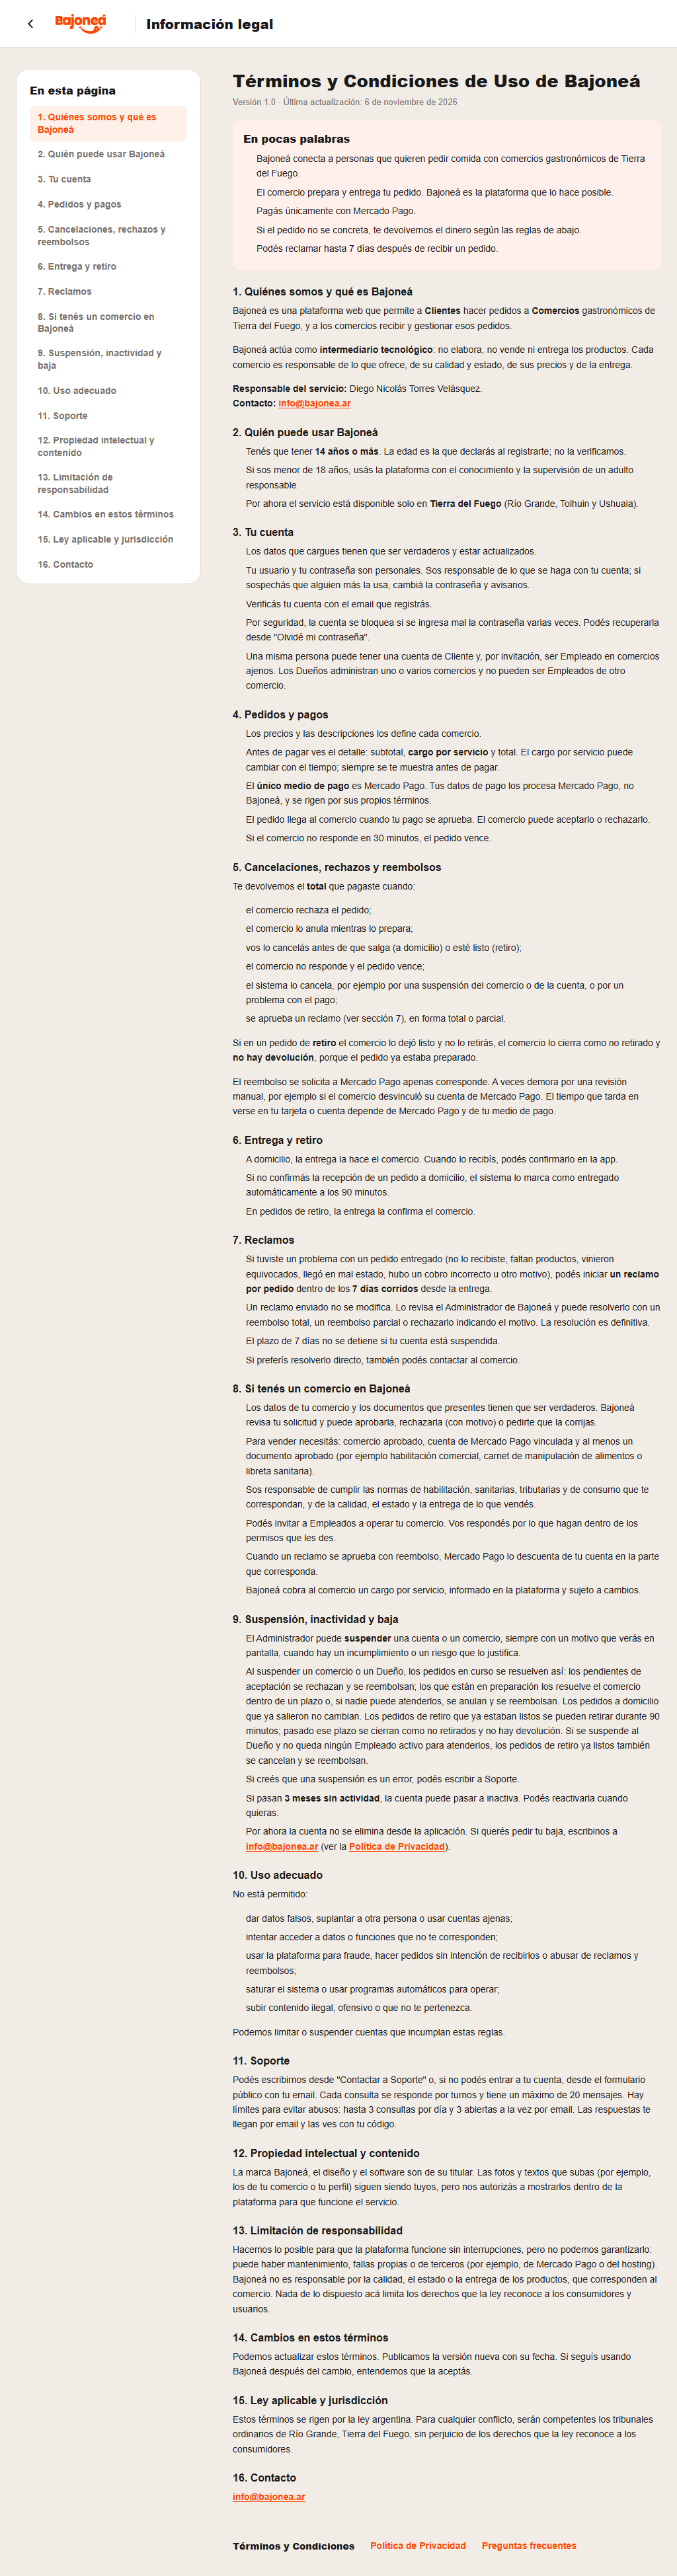 Bajoneá
Información legal
En esta página
1. Quiénes somos y qué es
Bajoneá
2. Quién puede usar Bajoneá
3. Tu cuenta
4. Pedidos y pagos
5. Cancelaciones, rechazos y
reembolsos
6. Entrega y retiro
7. Reclamos
8. Si tenés un comercio en
Bajoneá
9. Suspensión, inactividad y
baja
10. Uso adecuado
11. Soporte
12. Propiedad intelectual y
contenido
13. Limitación de
responsabilidad
14. Cambios en estos términos
15. Ley aplicable y jurisdicción
16. Contacto
Términos y Condiciones de Uso de Bajoneá
Versión 1.0 · Última actualización: 6 de noviembre de 2026
En pocas palabras
Bajoneá conecta a personas que quieren pedir comida con comercios gastronómicos de Tierra
del Fuego.
El comercio prepara y entrega tu pedido. Bajoneá es la plataforma que lo hace posible.
Pagás únicamente con Mercado Pago.
Si el pedido no se concreta, te devolvemos el dinero según las reglas de abajo.
Podés reclamar hasta 7 días después de recibir un pedido.
1. Quiénes somos y qué es Bajoneá
Bajoneá es una plataforma web que permite a Clientes hacer pedidos a Comercios gastronómicos de
Tierra del Fuego, y a los comercios recibir y gestionar esos pedidos.
Bajoneá actúa como intermediario tecnológico: no elabora, no vende ni entrega los productos. Cada
comercio es responsable de lo que ofrece, de su calidad y estado, de sus precios y de la entrega.
Responsable del servicio: Diego Nicolás Torres Velásquez.
Contacto: info@bajonea.ar
2. Quién puede usar Bajoneá
Tenés que tener 14 años o más. La edad es la que declarás al registrarte; no la verificamos.
Si sos menor de 18 años, usás la plataforma con el conocimiento y la supervisión de un adulto
responsable.
Por ahora el servicio está disponible solo en Tierra del Fuego (Río Grande, Tolhuin y Ushuaia).
3. Tu cuenta
Los datos que cargues tienen que ser verdaderos y estar actualizados.
Tu usuario y tu contraseña son personales. Sos responsable de lo que se haga con tu cuenta; si
sospechás que alguien más la usa, cambiá la contraseña y avisanos.
Verificás tu cuenta con el email que registrás.
Por seguridad, la cuenta se bloquea si se ingresa mal la contraseña varias veces. Podés recuperarla
desde "Olvidé mi contraseña".
Una misma persona puede tener una cuenta de Cliente y, por invitación, ser Empleado en comercios
ajenos. Los Dueños administran uno o varios comercios y no pueden ser Empleados de otro
comercio.
4. Pedidos y pagos
Los precios y las descripciones los define cada comercio.
Antes de pagar ves el detalle: subtotal, cargo por servicio y total. El cargo por servicio puede
cambiar con el tiempo; siempre se te muestra antes de pagar.
El único medio de pago es Mercado Pago. Tus datos de pago los procesa Mercado Pago, no
Bajoneá, y se rigen por sus propios términos.
El pedido llega al comercio cuando tu pago se aprueba. El comercio puede aceptarlo o rechazarlo.
Si el comercio no responde en 30 minutos, el pedido vence.
5. Cancelaciones, rechazos y reembolsos
Te devolvemos el total que pagaste cuando:
el comercio rechaza el pedido;
el comercio lo anula mientras lo prepara;
vos lo cancelás antes de que salga (a domicilio) o esté listo (retiro);
el comercio no responde y el pedido vence;
el sistema lo cancela, por ejemplo por una suspensión del comercio o de la cuenta, o por un
problema con el pago;
se aprueba un reclamo (ver sección 7), en forma total o parcial.
Si en un pedido de retiro el comercio lo dejó listo y no lo retirás, el comercio lo cierra como no retirado y
no hay devolución, porque el pedido ya estaba preparado.
El reembolso se solicita a Mercado Pago apenas corresponde. A veces demora por una revisión
manual, por ejemplo si el comercio desvinculó su cuenta de Mercado Pago. El tiempo que tarda en
verse en tu tarjeta o cuenta depende de Mercado Pago y de tu medio de pago.
6. Entrega y retiro
A domicilio, la entrega la hace el comercio. Cuando lo recibís, podés confirmarlo en la app.
Si no confirmás la recepción de un pedido a domicilio, el sistema lo marca como entregado
automáticamente a los 90 minutos.
En pedidos de retiro, la entrega la confirma el comercio.
7. Reclamos
Si tuviste un problema con un pedido entregado (no lo recibiste, faltan productos, vinieron
equivocados, llegó en mal estado, hubo un cobro incorrecto u otro motivo), podés iniciar un reclamo
por pedido dentro de los 7 días corridos desde la entrega.
Un reclamo enviado no se modifica. Lo revisa el Administrador de Bajoneá y puede resolverlo con un
reembolso total, un reembolso parcial o rechazarlo indicando el motivo. La resolución es definitiva.
El plazo de 7 días no se detiene si tu cuenta está suspendida.
Si preferís resolverlo directo, también podés contactar al comercio.
8. Si tenés un comercio en Bajoneá
Los datos de tu comercio y los documentos que presentes tienen que ser verdaderos. Bajoneá
revisa tu solicitud y puede aprobarla, rechazarla (con motivo) o pedirte que la corrijas.
Para vender necesitás: comercio aprobado, cuenta de Mercado Pago vinculada y al menos un
documento aprobado (por ejemplo habilitación comercial, carnet de manipulación de alimentos o
libreta sanitaria).
Sos responsable de cumplir las normas de habilitación, sanitarias, tributarias y de consumo que te
correspondan, y de la calidad, el estado y la entrega de lo que vendés.
Podés invitar a Empleados a operar tu comercio. Vos respondés por lo que hagan dentro de los
permisos que les des.
Cuando un reclamo se aprueba con reembolso, Mercado Pago lo descuenta de tu cuenta en la parte
que corresponda.
Bajoneá cobra al comercio un cargo por servicio, informado en la plataforma y sujeto a cambios.
9. Suspensión, inactividad y baja
El Administrador puede suspender una cuenta o un comercio, siempre con un motivo que verás en
pantalla, cuando hay un incumplimiento o un riesgo que lo justifica.
Al suspender un comercio o un Dueño, los pedidos en curso se resuelven así: los pendientes de
aceptación se rechazan y se reembolsan; los que están en preparación los resuelve el comercio
dentro de un plazo o, si nadie puede atenderlos, se anulan y se reembolsan. Los pedidos a domicilio
que ya salieron no cambian. Los pedidos de retiro que ya estaban listos se pueden retirar durante 90
minutos; pasado ese plazo se cierran como no retirados y no hay devolución. Si se suspende al
Dueño y no queda ningún Empleado activo para atenderlos, los pedidos de retiro ya listos también
se cancelan y se reembolsan.
Si creés que una suspensión es un error, podés escribir a Soporte.
Si pasan 3 meses sin actividad, la cuenta puede pasar a inactiva. Podés reactivarla cuando
quieras.
Por ahora la cuenta no se elimina desde la aplicación. Si querés pedir tu baja, escribinos a
info@bajonea.ar (ver la Política de Privacidad).
10. Uso adecuado
No está permitido:
dar datos falsos, suplantar a otra persona o usar cuentas ajenas;
intentar acceder a datos o funciones que no te corresponden;
usar la plataforma para fraude, hacer pedidos sin intención de recibirlos o abusar de reclamos y
reembolsos;
saturar el sistema o usar programas automáticos para operar;
subir contenido ilegal, ofensivo o que no te pertenezca.
Podemos limitar o suspender cuentas que incumplan estas reglas.
11. Soporte
Podés escribirnos desde "Contactar a Soporte" o, si no podés entrar a tu cuenta, desde el formulario
público con tu email. Cada consulta se responde por turnos y tiene un máximo de 20 mensajes. Hay
límites para evitar abusos: hasta 3 consultas por día y 3 abiertas a la vez por email. Las respuestas te
llegan por email y las ves con tu código.
12. Propiedad intelectual y contenido
La marca Bajoneá, el diseño y el software son de su titular. Las fotos y textos que subas (por ejemplo,
los de tu comercio o tu perfil) siguen siendo tuyos, pero nos autorizás a mostrarlos dentro de la
plataforma para que funcione el servicio.
13. Limitación de responsabilidad
Hacemos lo posible para que la plataforma funcione sin interrupciones, pero no podemos garantizarlo:
puede haber mantenimiento, fallas propias o de terceros (por ejemplo, de Mercado Pago o del hosting).
Bajoneá no es responsable por la calidad, el estado o la entrega de los productos, que corresponden al
comercio. Nada de lo dispuesto acá limita los derechos que la ley reconoce a los consumidores y
usuarios.
14. Cambios en estos términos
Podemos actualizar estos términos. Publicamos la versión nueva con su fecha. Si seguís usando
Bajoneá después del cambio, entendemos que la aceptás.
15. Ley aplicable y jurisdicción
Estos términos se rigen por la ley argentina. Para cualquier conflicto, serán competentes los tribunales
ordinarios de Río Grande, Tierra del Fuego, sin perjuicio de los derechos que la ley reconoce a los
consumidores.
16. Contacto
info@bajonea.ar
Términos y Condiciones
Política de Privacidad
Preguntas frecuentes